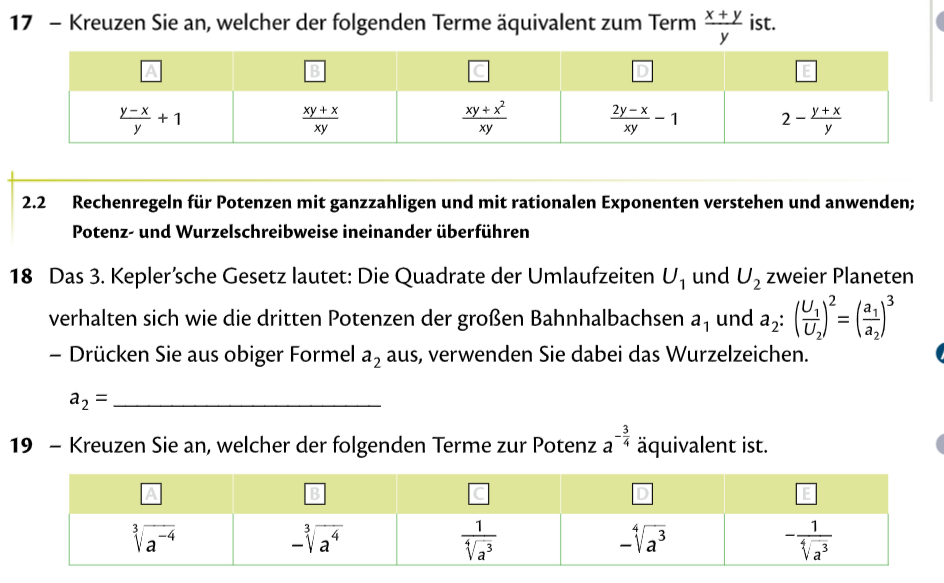 17 – Kreuzen Sie an, welcher der folgenden Terme äquivalent zum Term (x + y)/y ist.
A B C D E
(y – x)/y + 1 (xy + x)/xy (xy + x²)/xy (2y – x)/xy – 1 2 – (y + x)/y
2.2 Rechenregeln für Potenzen mit ganzzahligen und mit rationalen Exponenten verstehen und anwenden;
Potenz- und Wurzelschreibweise ineinander überführen
18 Das 3. Kepler’sche Gesetz lautet: Die Quadrate der Umlaufzeiten U₁ und U₂ zweier Planeten
verhalten sich wie die dritten Potenzen der großen Bahnhalbachsen a₁ und a₂: (U₁/U₂)² = (a₁/a₂)³
– Drücken Sie aus obiger Formel a₂ aus, verwenden Sie dabei das Wurzelzeichen.
a₂ = ________________________
19 – Kreuzen Sie an, welcher der folgenden Terme zur Potenz a^(–3/4) äquivalent ist.
A B C D E
∛(a⁻⁴) –∛(a⁴) 1/∜(a³) –∜(a³) –1/∜(a³)